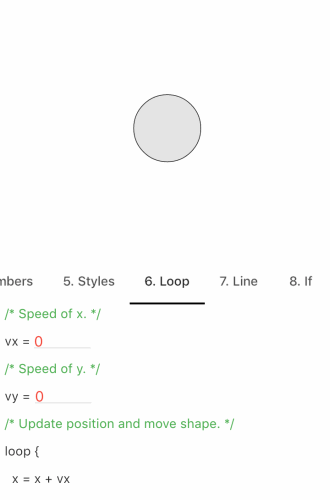 5. Styles
6. Loop
7. Line
8. If
/* Speed of x. */
vx = 0
/* Speed of y. */
vy = 0
/* Update position and move shape. */
loop {
x = x + vx